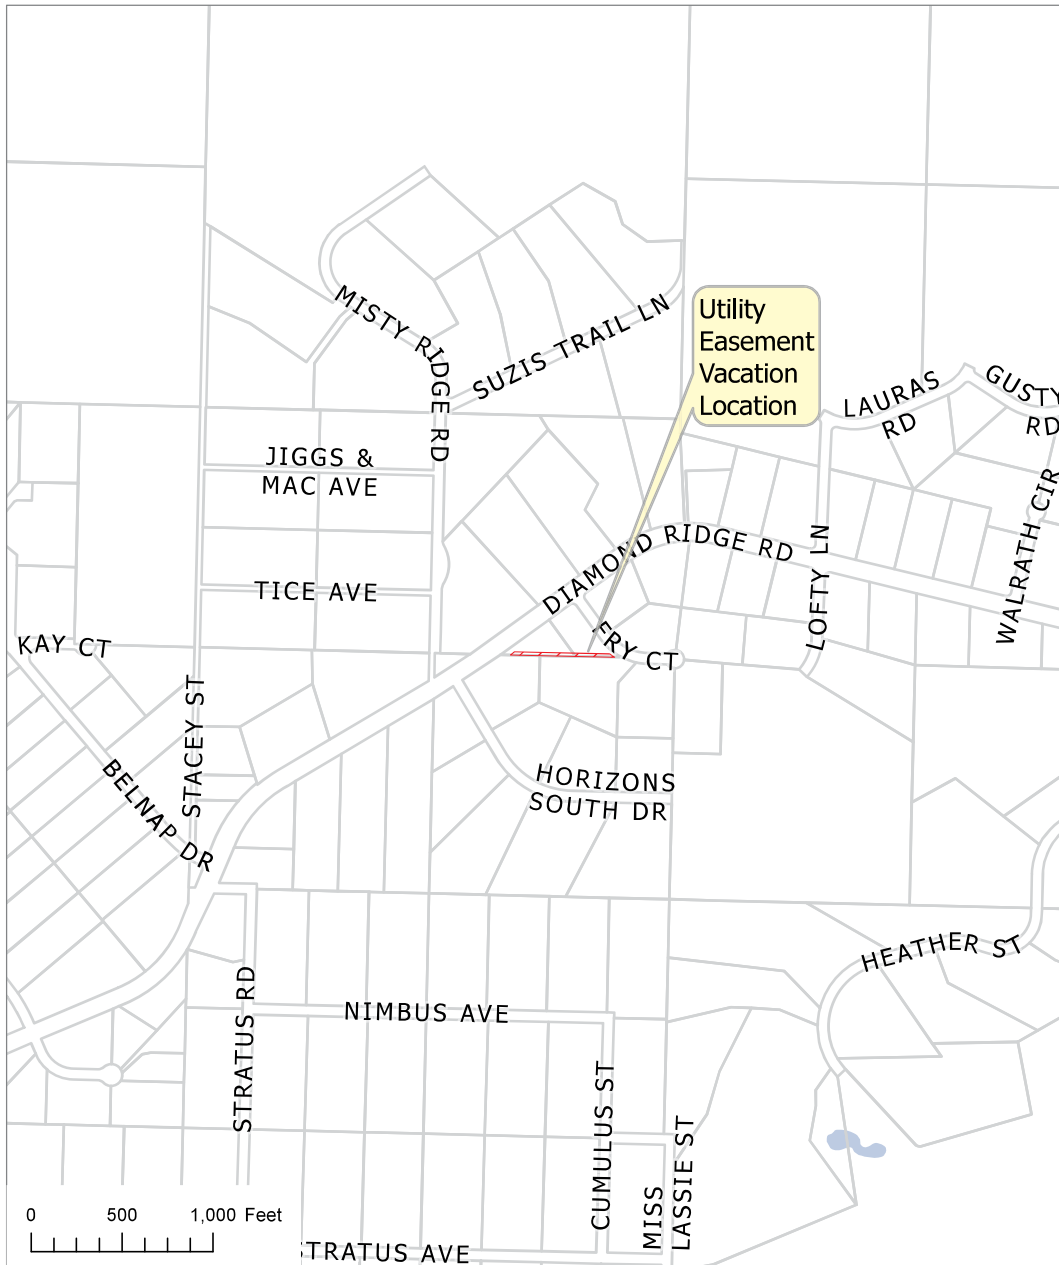 MISTY RIDGE RD
SUZIS TRAIL LN
Utility
Easement
Vacation
Location
LAURAS
RD
GUSTY
RD
JIGGS &
MAC AVE
DIAMOND RIDGE RD
LOFTY LN
WALRATH CIR
TICE AVE
KAY CT
FRY CT
STACEY ST
BELNAP DR
HORIZONS
SOUTH DR
HEATHER ST
STRATUS RD
NIMBUS AVE
CUMULUS ST
MISS
LASSIE ST
0 500 1,000 Feet
STRATUS AVE